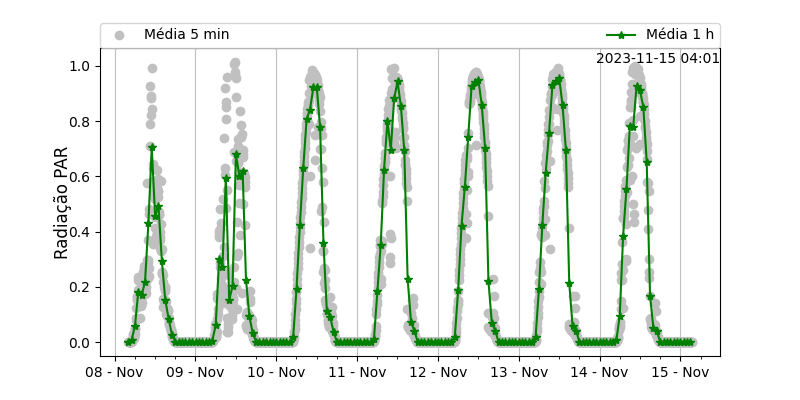 Média 5 min
Média 1 h
2023-11-15 04:01
Radiação PAR
1.0
0.8
0.6
0.4
0.2
0.0
08 - Nov
09 - Nov
10 - Nov
11 - Nov
12 - Nov
13 - Nov
14 - Nov
15 - Nov